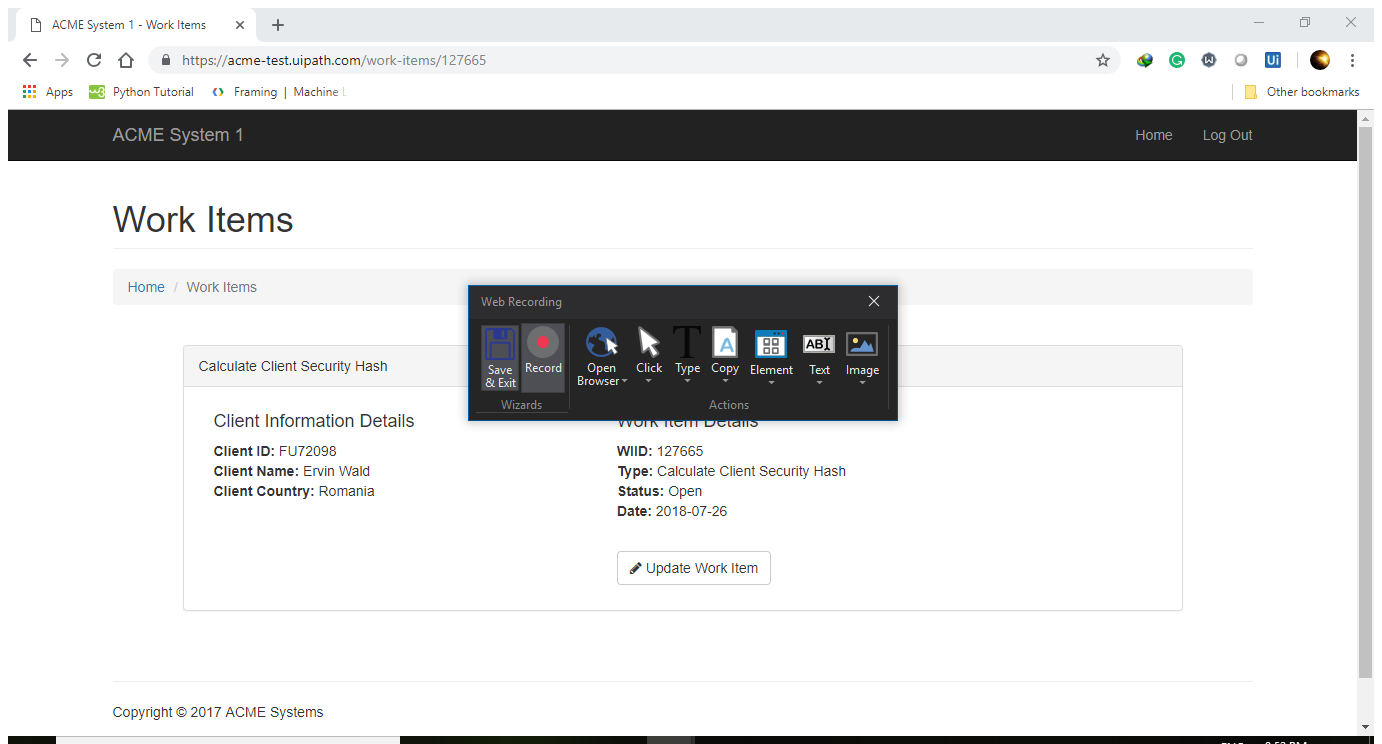 ACME System 1 - Work Items
https://acme-test.uipath.com/work-items/127665
Apps
Python Tutorial
Framing | Machine
Other bookmarks
ACME System 1
Home
Log Out
Work Items
Home / Work Items
Web Recording
Save & Exit
Record
Open Browser
Click
Type
Copy
Element
Text
Image
Wizards
Actions
Calculate Client Security Hash
Client Information Details
Client ID: FU72098
Client Name: Ervin Wald
Client Country: Romania
Work Item Details
WIID: 127665
Type: Calculate Client Security Hash
Status: Open
Date: 2018-07-26
Update Work Item
Copyright © 2017 ACME Systems